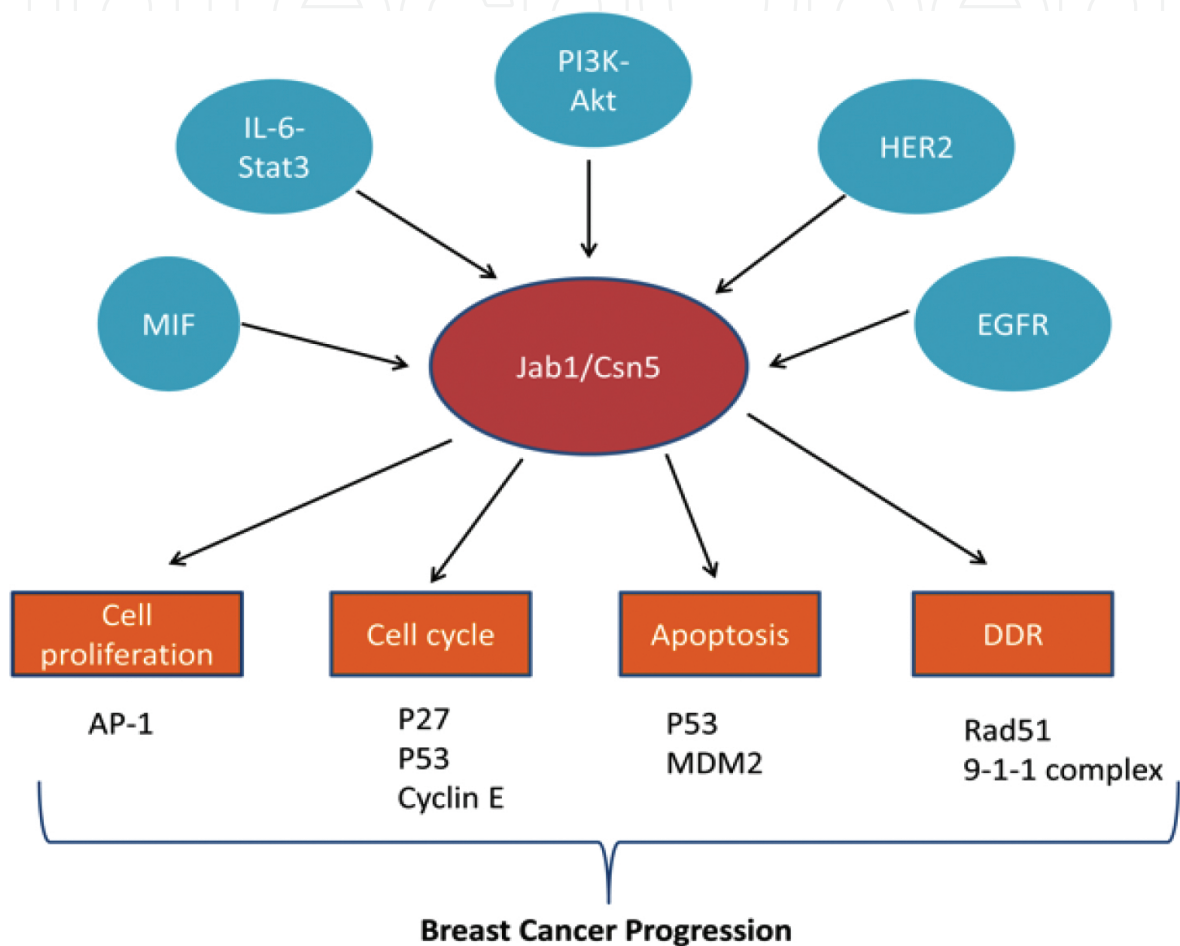 PI3K-
Akt
IL-6-
Stat3
HER2
MIF
EGFR
Jab1/Csn5
Cell
proliferation
Cell cycle
Apoptosis
DDR
AP-1
P27
P53
Cyclin E
P53
MDM2
Rad51
9-1-1 complex
Breast Cancer Progression